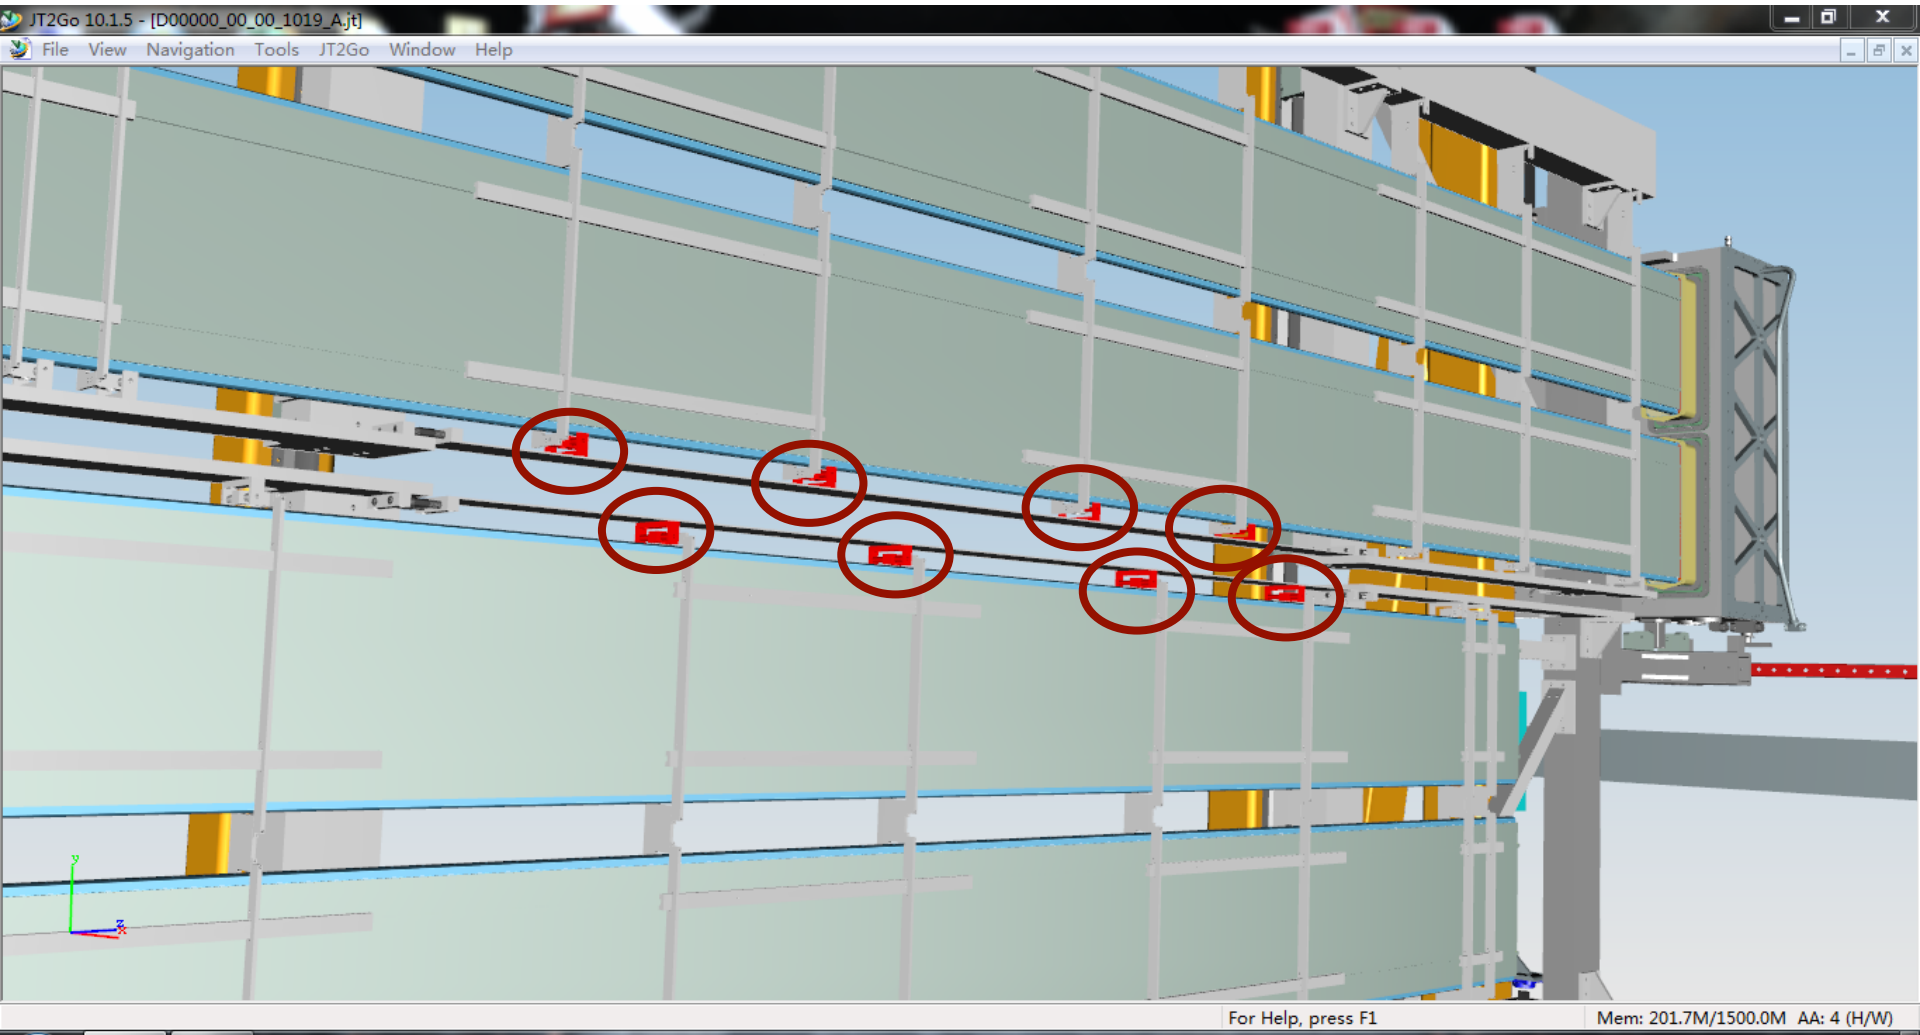 JT2Go 10.1.5 - [D00000_00_00_1019_A.jt]
File View Navigation Tools JT2Go Window Help
y
z
x
For Help, press F1 Mem: 201.7M/1500.0M AA: 4 (H/W)